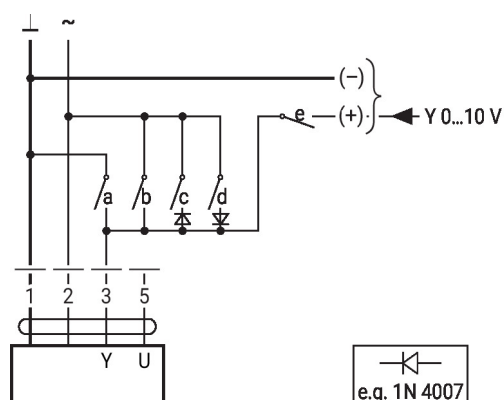 ⊥ ~
(–)
e (+) Y 0...10 V
a b c d
1 2 3 5
Y U
e.g. 1N 4007